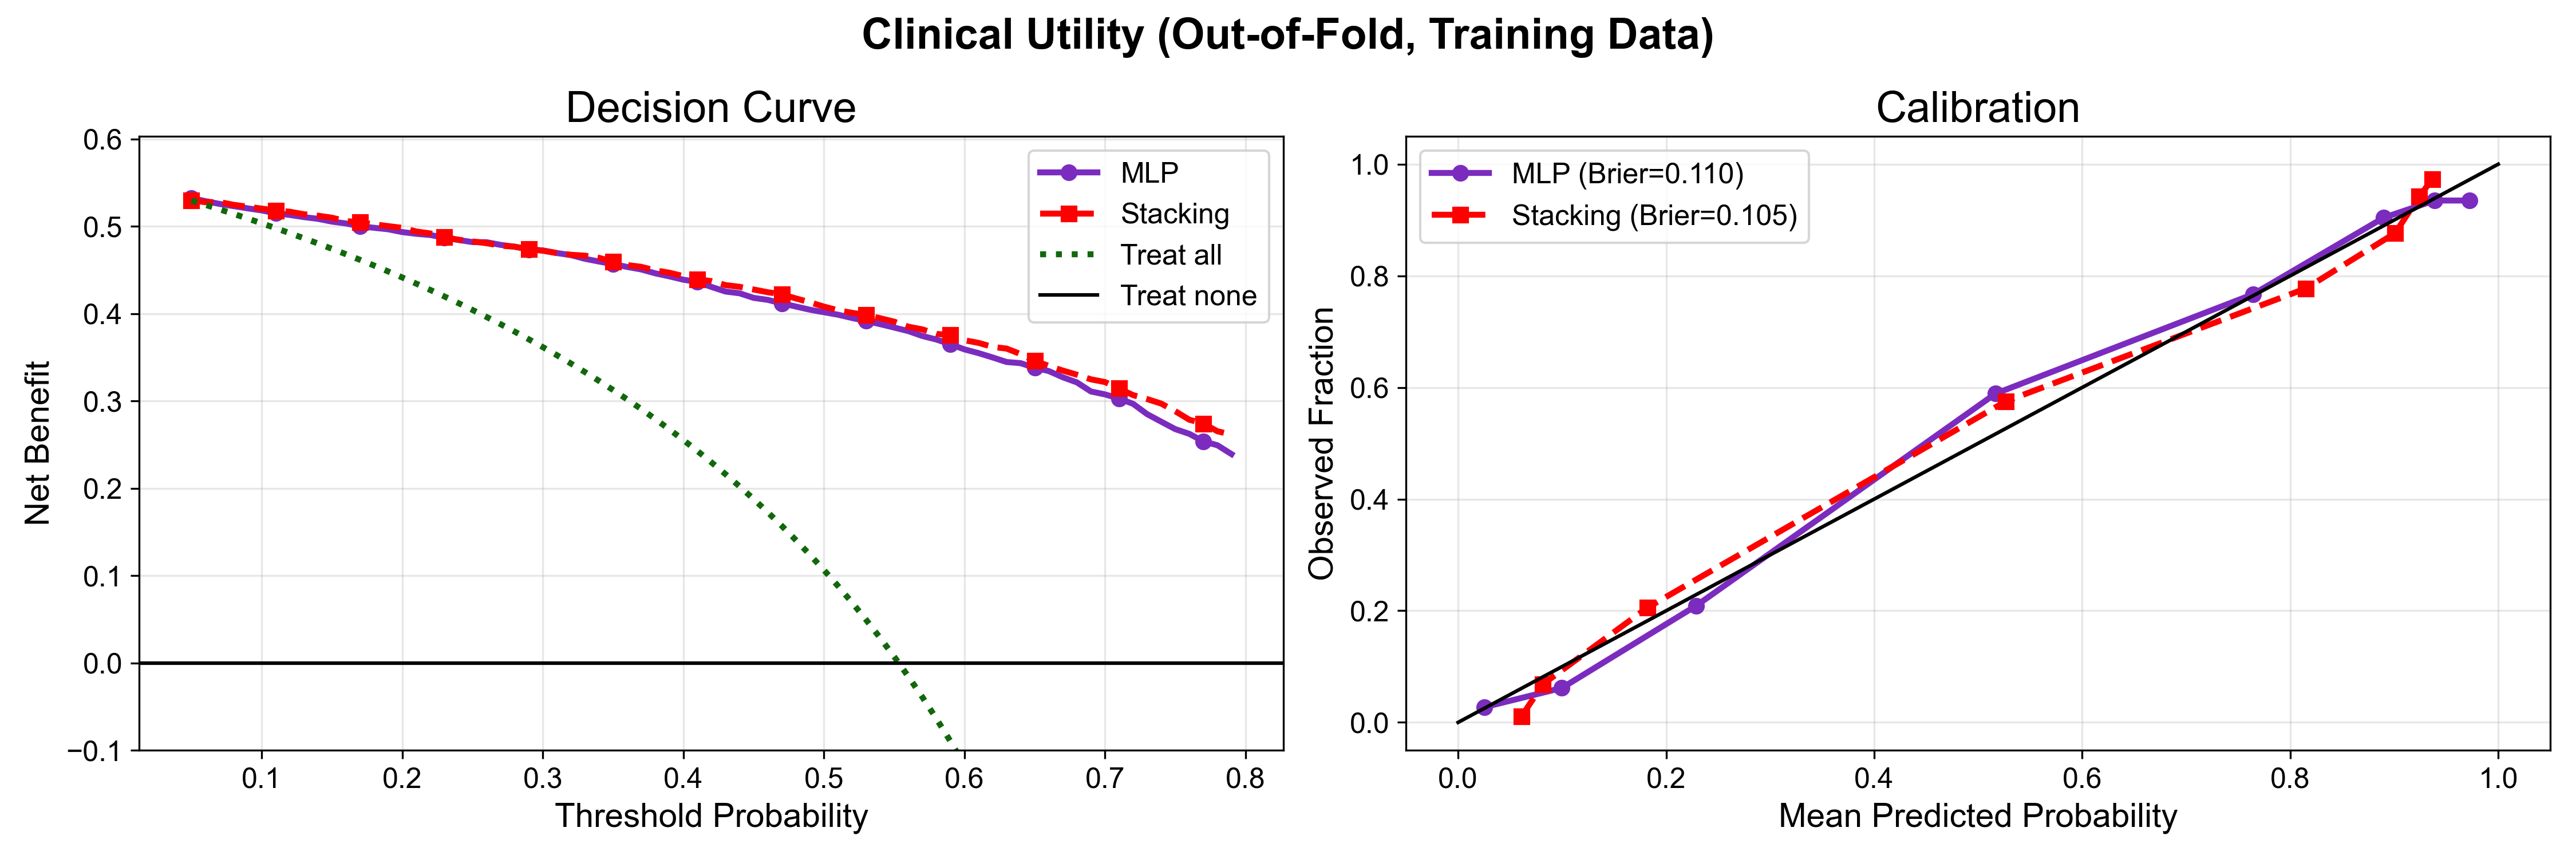 Clinical Utility (Out-of-Fold, Training Data)
Decision Curve
Net Benefit
0.6
0.5
0.4
0.3
0.2
0.1
0.0
−0.1
MLP
Stacking
Treat all
Treat none
0.1 0.2 0.3 0.4 0.5 0.6 0.7 0.8
Threshold Probability
Calibration
Observed Fraction
1.0
0.8
0.6
0.4
0.2
0.0
MLP (Brier=0.110)
Stacking (Brier=0.105)
0.0 0.2 0.4 0.6 0.8 1.0
Mean Predicted Probability